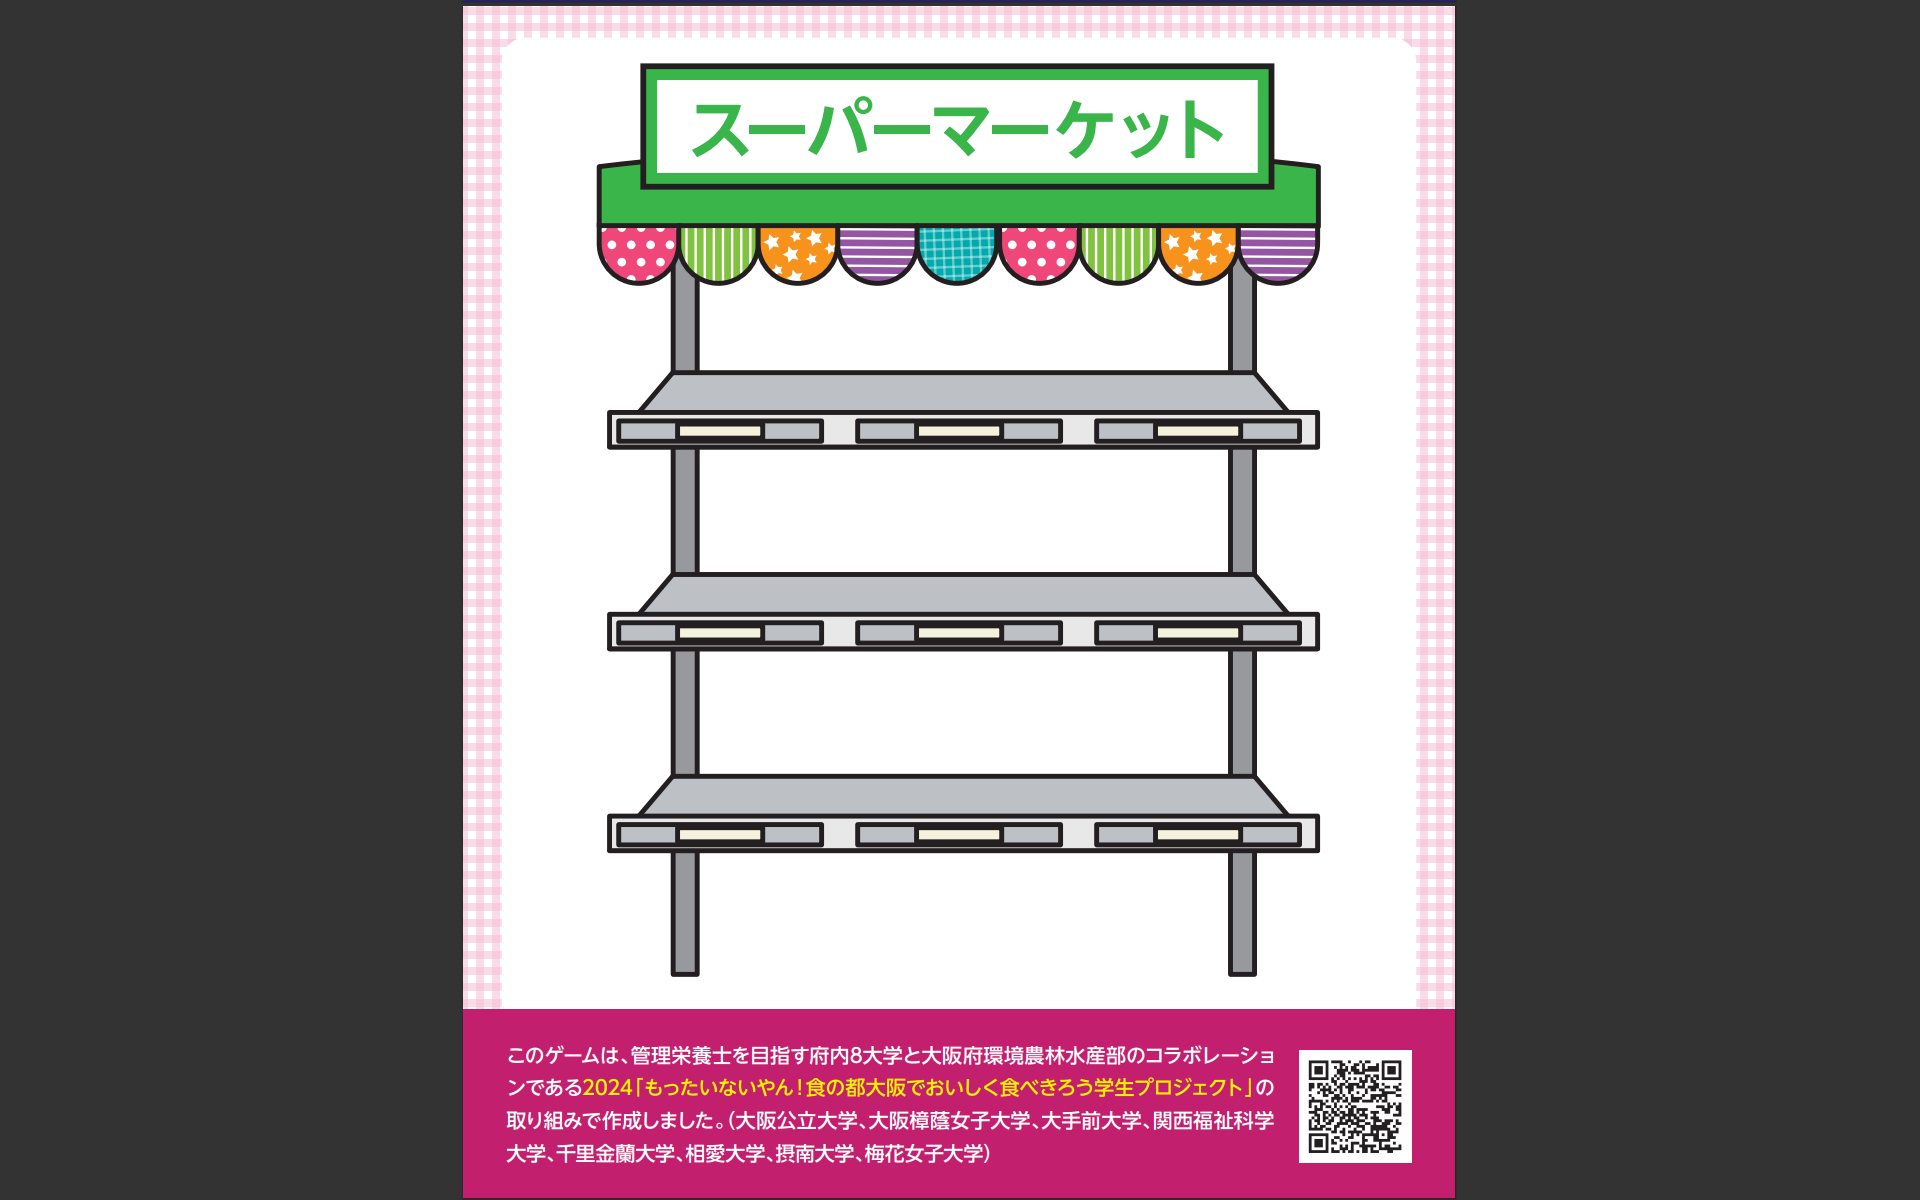 スーパーマーケット
このゲームは、管理栄養士を目指す府内8大学と大阪府環境農林水産部のコラボレーショ
ンである2024「もったいないやん！食の都大阪でおいしく食べきろう学生プロジェクト」の
取り組みで作成しました。（大阪公立大学、大阪樟蔭女子大学、大手前大学、関西福祉科学
大学、千里金蘭大学、相愛大学、摂南大学、梅花女子大学）